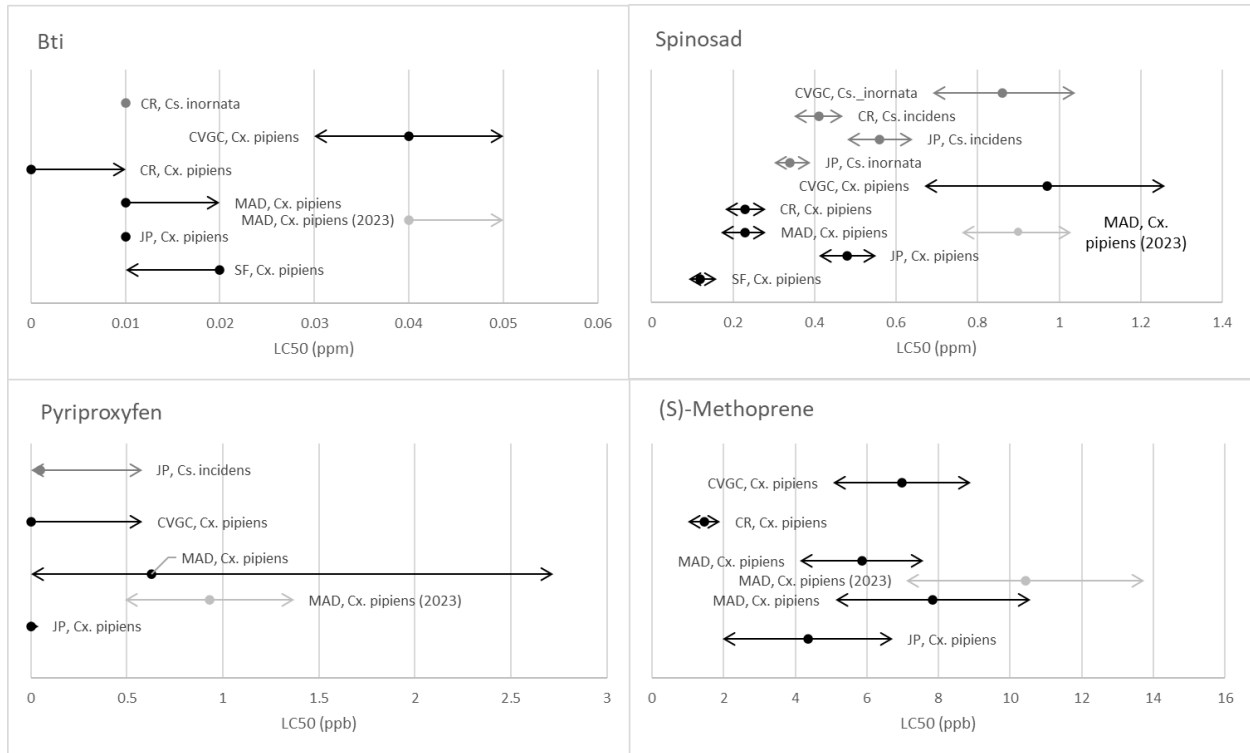 Bti
CR, Cs. inornata
CVGC, Cx. pipiens
CR, Cx. pipiens
MAD, Cx. pipiens
MAD, Cx. pipiens (2023)
JP, Cx. pipiens
SF, Cx. pipiens
0 0.01 0.02 0.03 0.04 0.05 0.06
LC50 (ppm)
Spinosad
CVGC, Cs._inornata
CR, Cs. incidens
JP, Cs. incidens
JP, Cs. inornata
CVGC, Cx. pipiens
CR, Cx. pipiens
MAD, Cx.
pipiens (2023)
MAD, Cx. pipiens
JP, Cx. pipiens
SF, Cx. pipiens
0 0.2 0.4 0.6 0.8 1 1.2 1.4
LC50 (ppm)
Pyriproxyfen
JP, Cs. incidens
CVGC, Cx. pipiens
MAD, Cx. pipiens
MAD, Cx. pipiens (2023)
JP, Cx. pipiens
0 0.5 1 1.5 2 2.5 3
LC50 (ppb)
(S)-Methoprene
CVGC, Cx. pipiens
CR, Cx. pipiens
MAD, Cx. pipiens
MAD, Cx. pipiens (2023)
MAD, Cx. pipiens
JP, Cx. pipiens
0 2 4 6 8 10 12 14 16
LC50 (ppb)